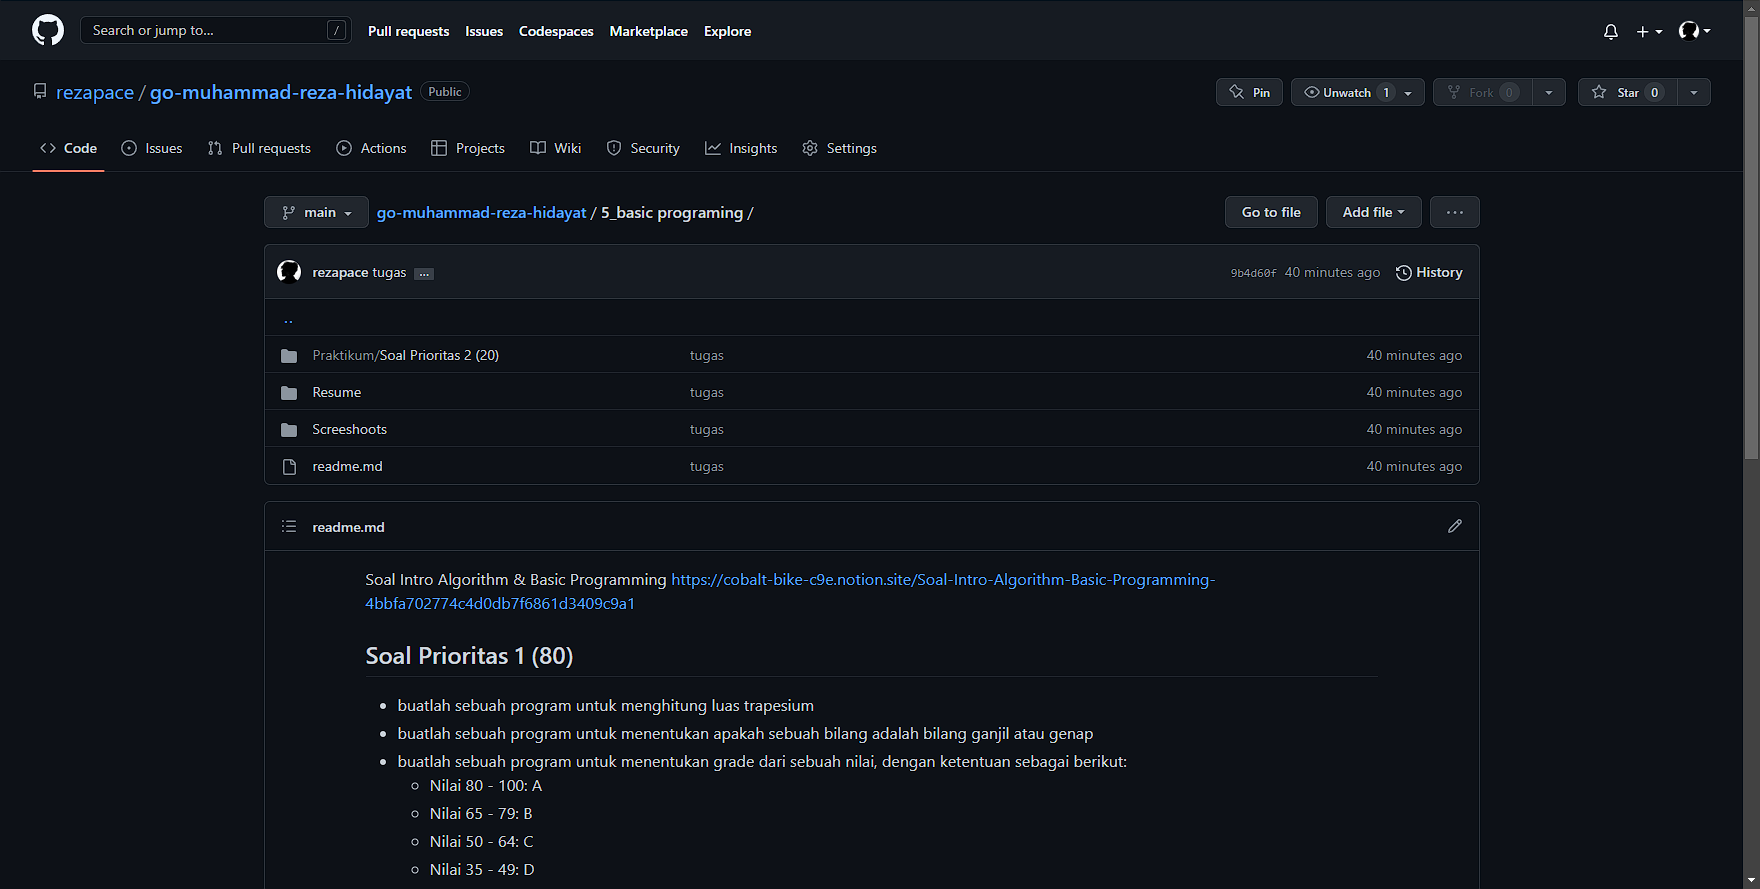 Search or jump to... /
Pull requests Issues Codespaces Marketplace Explore
rezapace / go-muhammad-reza-hidayat Public
Pin Unwatch 1 Fork 0 Star 0
Code Issues Pull requests Actions Projects Wiki Security Insights Settings
main go-muhammad-reza-hidayat / 5_basic programing /
Go to file Add file ...
rezapace tugas ... 9b4d60f 40 minutes ago History
..
Praktikum/Soal Prioritas 2 (20) tugas 40 minutes ago
Resume tugas 40 minutes ago
Screeshoots tugas 40 minutes ago
readme.md tugas 40 minutes ago
readme.md
Soal Intro Algorithm & Basic Programming https://cobalt-bike-c9e.notion.site/Soal-Intro-Algorithm-Basic-Programming-
4bbfa702774c4d0db7f6861d3409c9a1
Soal Prioritas 1 (80)
• buatlah sebuah program untuk menghitung luas trapesium
• buatlah sebuah program untuk menentukan apakah sebuah bilang adalah bilang ganjil atau genap
• buatlah sebuah program untuk menentukan grade dari sebuah nilai, dengan ketentuan sebagai berikut:
○ Nilai 80 - 100: A
○ Nilai 65 - 79: B
○ Nilai 50 - 64: C
○ Nilai 35 - 49: D